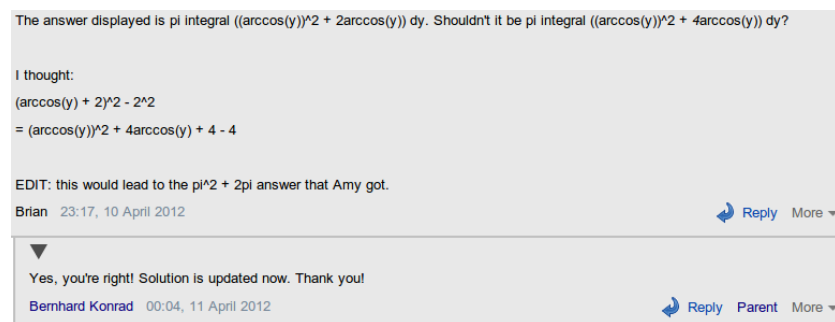 The answer displayed is pi integral ((arccos(y))^2 + 2arccos(y)) dy. Shouldn't it be pi integral ((arccos(y))^2 + 4arccos(y)) dy?
I thought:
(arccos(y) + 2)^2 - 2^2
= (arccos(y))^2 + 4arccos(y) + 4 - 4
EDIT: this would lead to the pi^2 + 2pi answer that Amy got.
Brian 23:17, 10 April 2012 Reply More
Yes, you're right! Solution is updated now. Thank you!
Bernhard Konrad 00:04, 11 April 2012 Reply Parent More